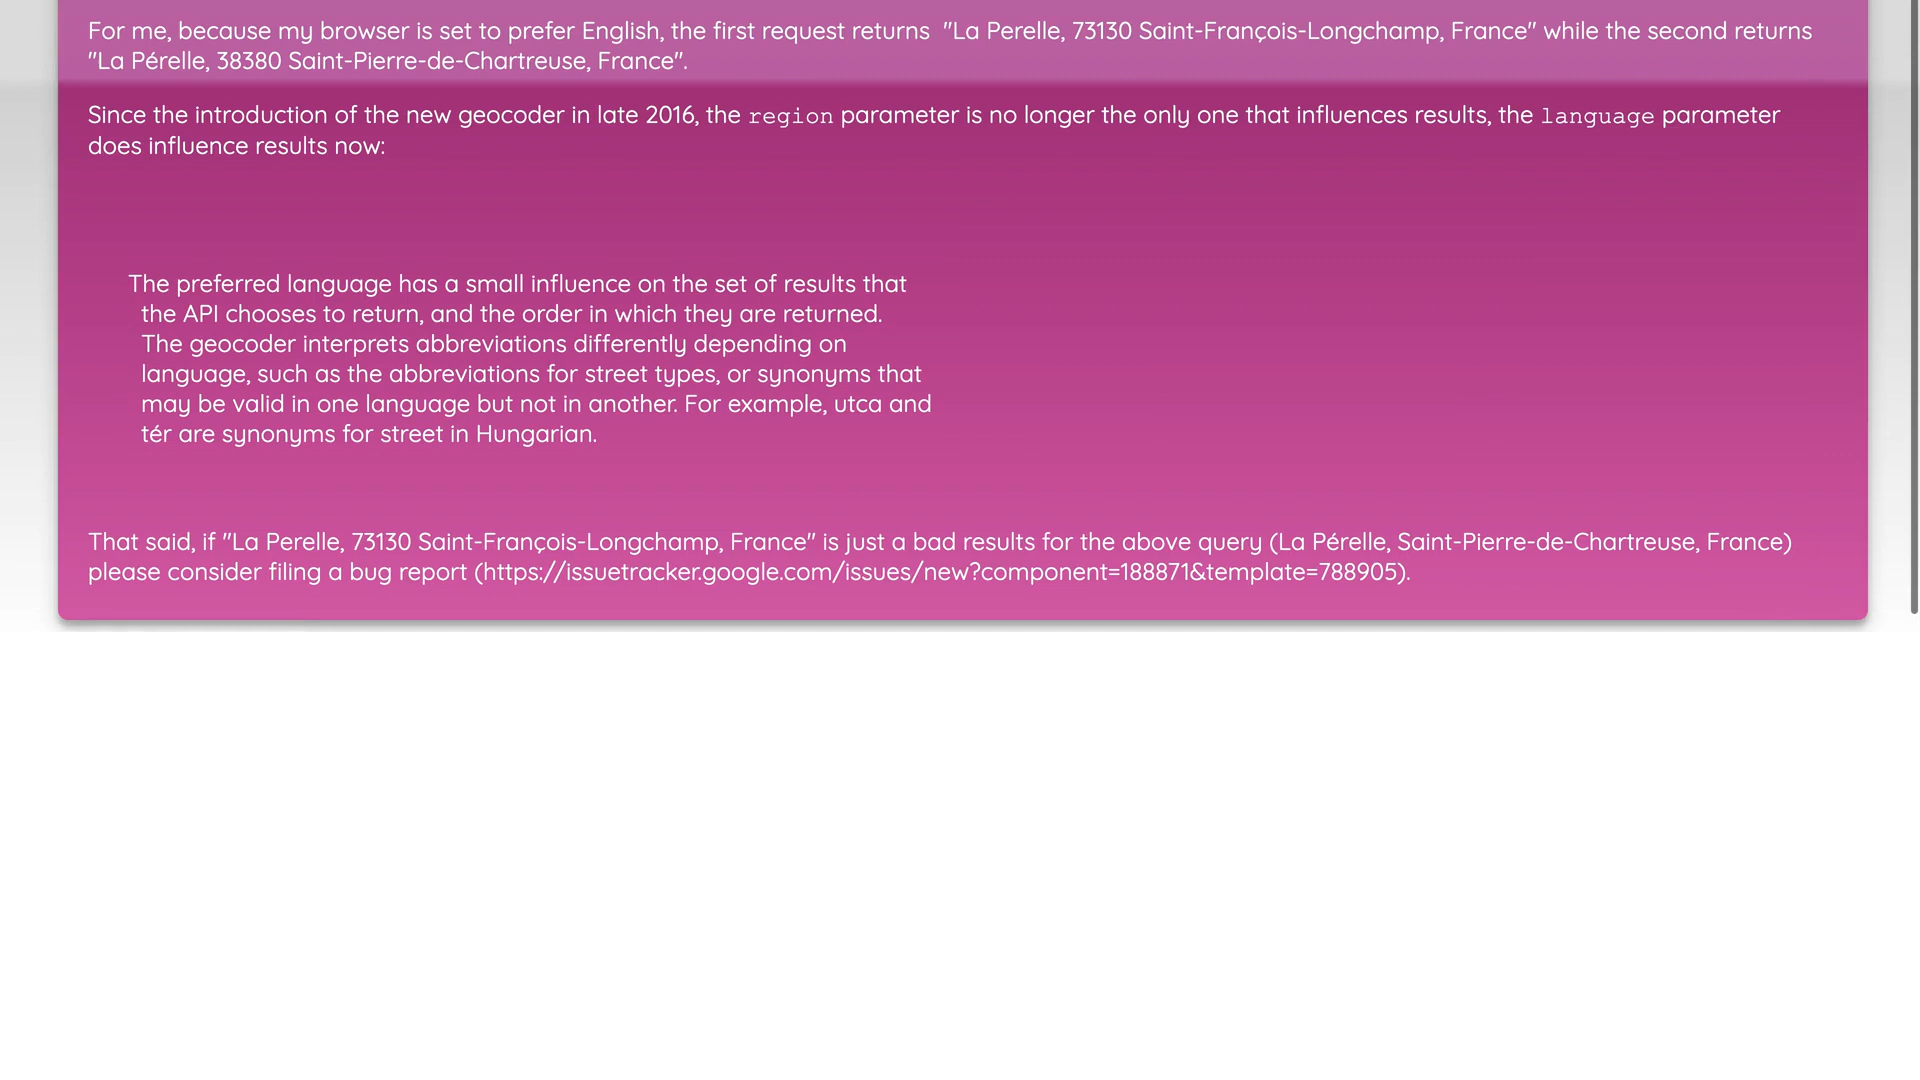 For me, because my browser is set to prefer English, the first request returns  "La Perelle, 73130 Saint-François-Longchamp, France" while the second returns
"La Pérelle, 38380 Saint-Pierre-de-Chartreuse, France".
Since the introduction of the new geocoder in late 2016, the region parameter is no longer the only one that influences results, the language parameter
does influence results now:
The preferred language has a small influence on the set of results that
the API chooses to return, and the order in which they are returned.
The geocoder interprets abbreviations differently depending on
language, such as the abbreviations for street types, or synonyms that
may be valid in one language but not in another. For example, utca and
tér are synonyms for street in Hungarian.
That said, if "La Perelle, 73130 Saint-François-Longchamp, France" is just a bad results for the above query (La Pérelle, Saint-Pierre-de-Chartreuse, France)
please consider filing a bug report (https://issuetracker.google.com/issues/new?component=188871&template=788905).